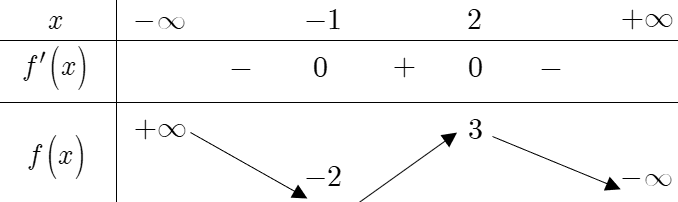 x −∞ −1 2 +∞
f′(x) − 0 + 0 −
+∞ 3
f(x) −2 −∞